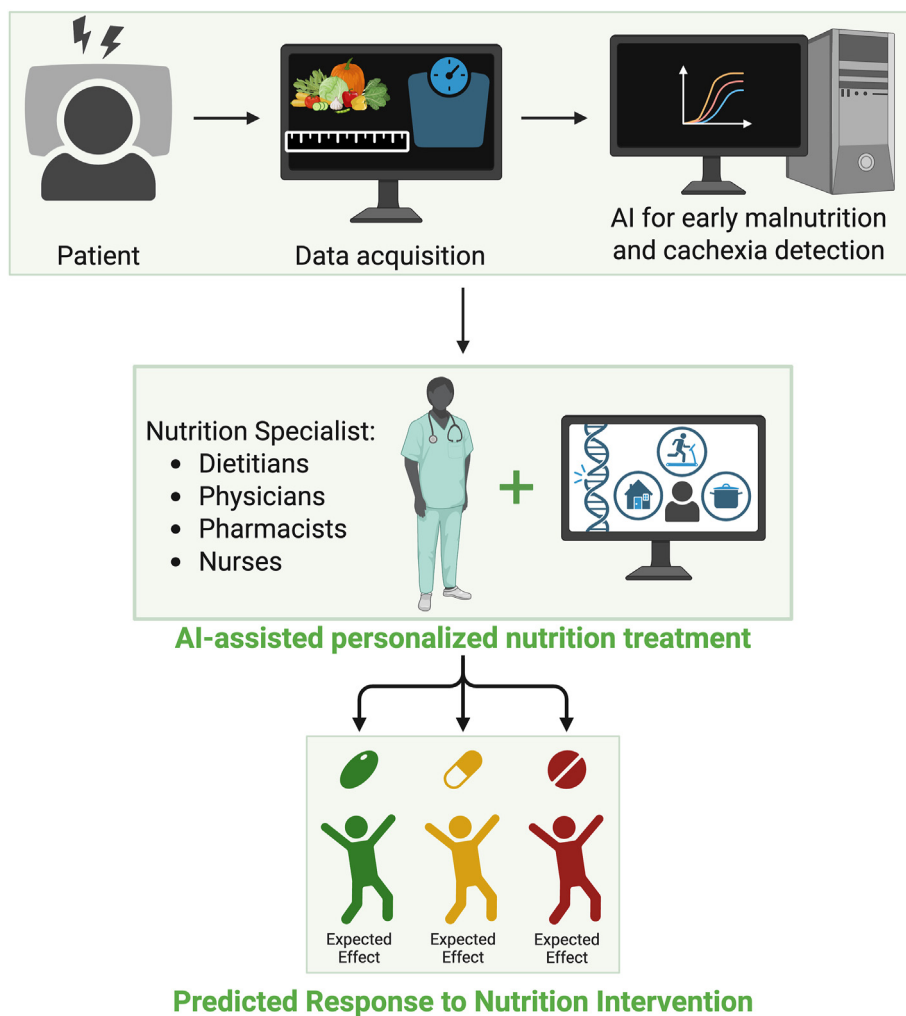 Patient
Data acquisition
AI for early malnutrition
and cachexia detection
Nutrition Specialist:
• Dietitians
• Physicians
• Pharmacists
• Nurses
AI-assisted personalized nutrition treatment
Expected
Effect
Expected
Effect
Expected
Effect
Predicted Response to Nutrition Intervention